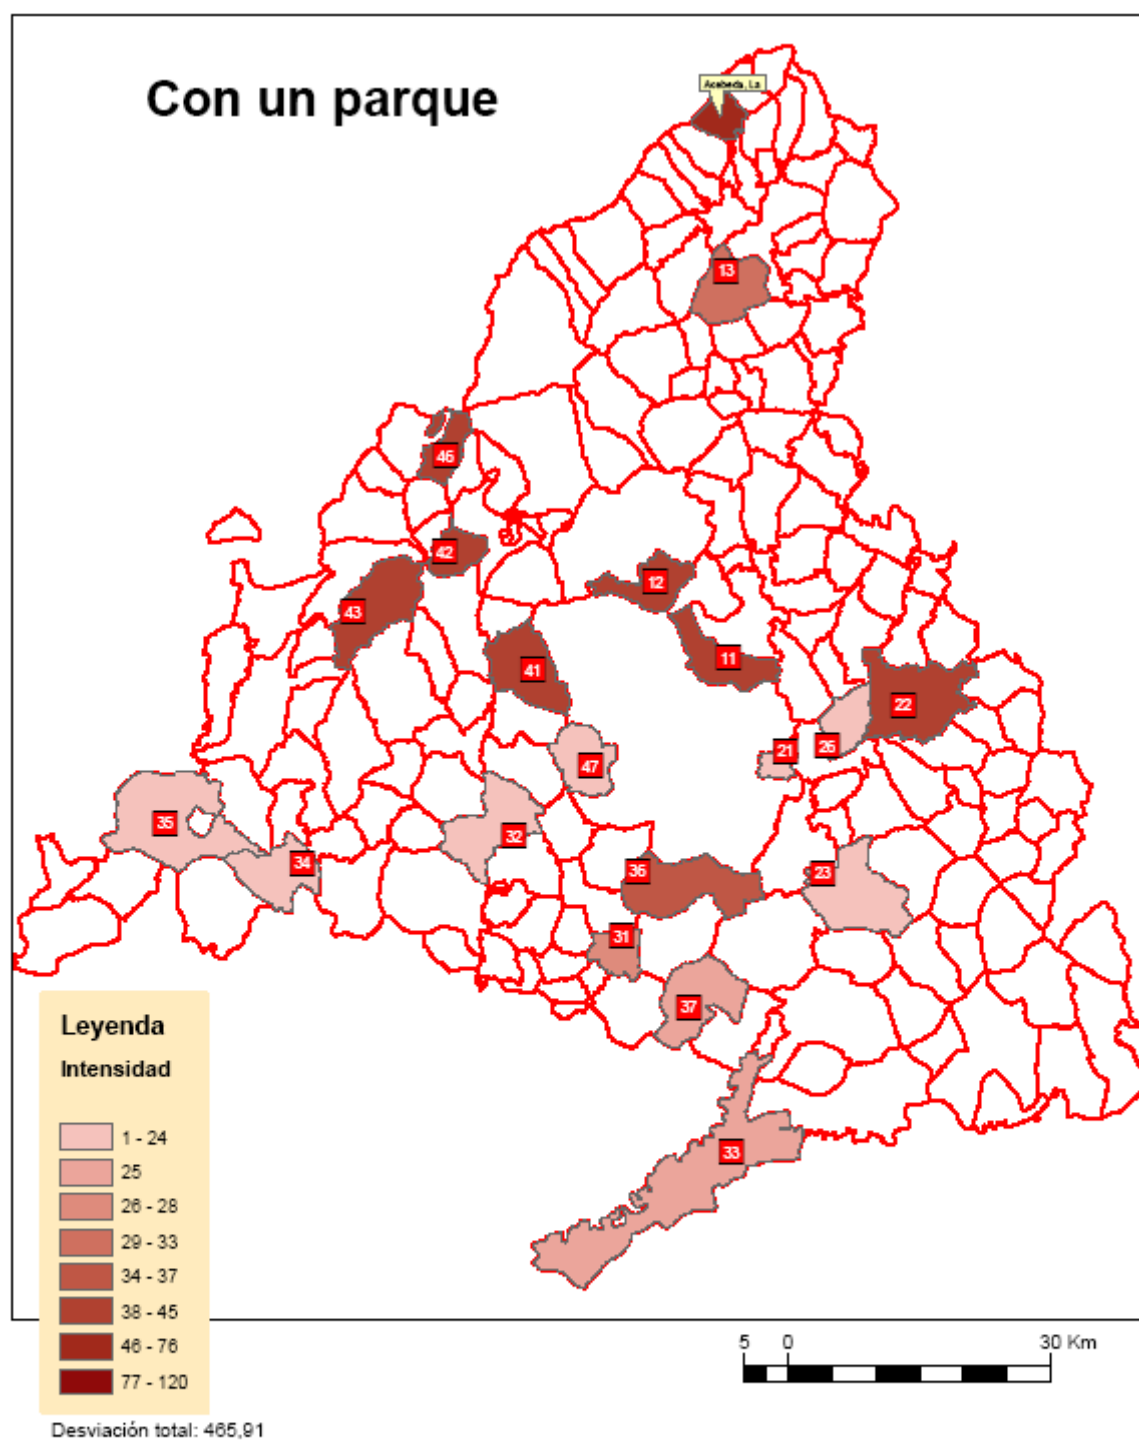 Acebeda, La
Con un parque
13
46
42
12
43
11
41
22
21
26
47
35
32
34
36
23
31
37
33
Leyenda
Intensidad
1 - 24
25
26 - 28
29 - 33
34 - 37
38 - 45
46 - 76
77 - 120
5 0 30 Km
Desviación total: 465,91